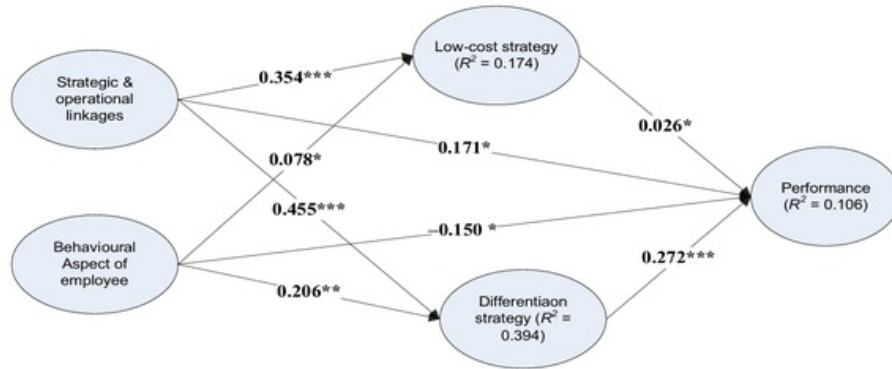 Low-cost strategy
(R² = 0.174)
Strategic &
operational
linkages
0.354***
0.026*
0.078*
0.171*
Performance
(R² = 0.106)
0.455***
Behavioural
Aspect of
employee
–0.150 *
0.272***
0.206**
Differentiaon
strategy (R² =
0.394)